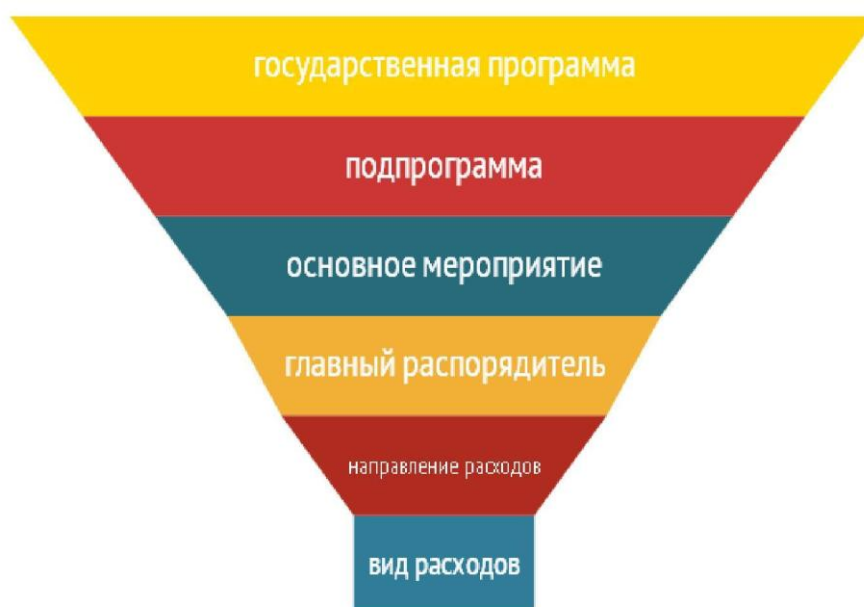 государственная программа
подпрограмма
основное мероприятие
главный распорядитель
направление расходов
вид расходов